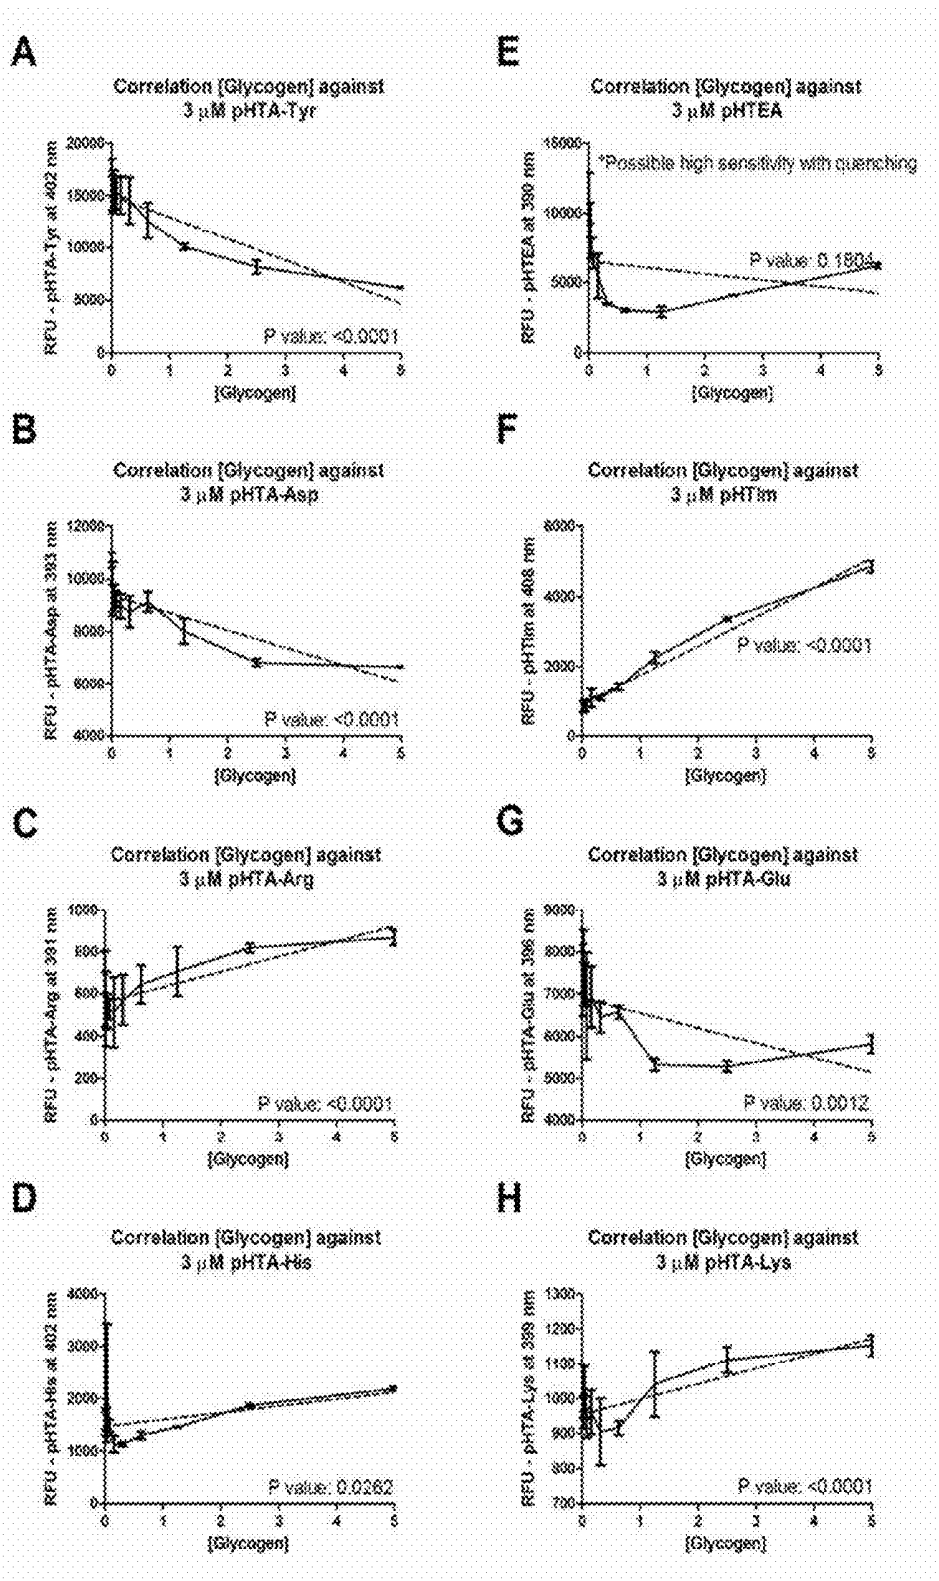 A
Correlation [Glycogen] against
3 µM pHTA-Tyr
RFU - pHTA-Tyr at 402 nm
20000
15000
10000
5000
0
0 1 2 3 4 5
[Glycogen]
P value: <0.0001
B
Correlation [Glycogen] against
3 µM pHTA-Asp
RFU - pHTA-Asp at 393 nm
12000
10000
8000
6000
4000
0 1 2 3 4 5
[Glycogen]
P value: <0.0001
C
Correlation [Glycogen] against
3 µM pHTA-Arg
RFU - pHTA-Arg at 391 nm
1000
800
600
400
200
0
0 1 2 3 4 5
[Glycogen]
P value: <0.0001
D
Correlation [Glycogen] against
3 µM pHTA-His
RFU - pHTA-His at 402 nm
4000
3000
2000
1000
0
0 1 2 3 4 5
[Glycogen]
P value: 0.0262
E
Correlation [Glycogen] against
3 µM pHTEA
*Possible high sensitivity with quenching
RFU - pHTEA at 390 nm
15000
10000
5000
0
0 1 2 3 4 5
[Glycogen]
P value: 0.1804
F
Correlation [Glycogen] against
3 µM pHTIm
RFU - pHTIm at 408 nm
6000
4000
2000
0
0 1 2 3 4 5
[Glycogen]
P value: <0.0001
G
Correlation [Glycogen] against
3 µM pHTA-Glu
RFU - pHTA-Glu at 396 nm
9000
8000
7000
6000
5000
4000
0 1 2 3 4 5
[Glycogen]
P value: 0.0012
H
Correlation [Glycogen] against
3 µM pHTA-Lys
RFU - pHTA-Lys at 399 nm
1300
1200
1100
1000
900
800
700
0 1 2 3 4 5
[Glycogen]
P value: <0.0001